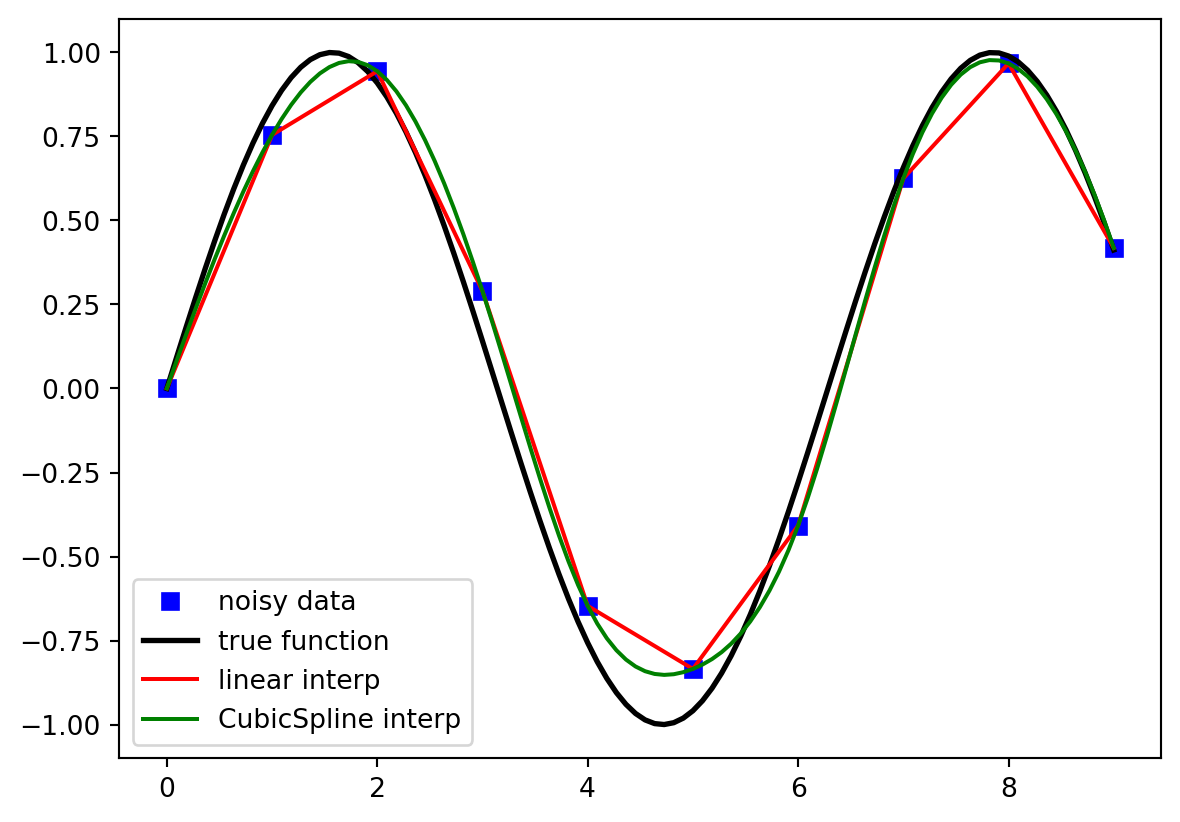 1.00
0.75
0.50
0.25
0.00
−0.25
−0.50
−0.75
−1.00
noisy data
true function
linear interp
CubicSpline interp
0 2 4 6 8